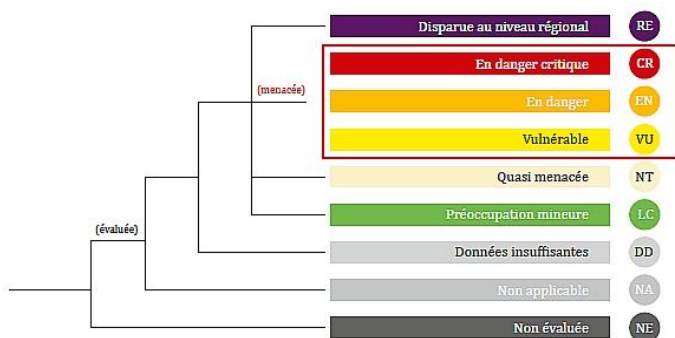 Disparue au niveau régional RE
En danger critique CR
(menacée)
En danger EN
Vulnérable VU
Quasi menacée NT
Préoccupation mineure LC
(évaluée)
Données insuffisantes DD
Non applicable NA
Non évaluée NE